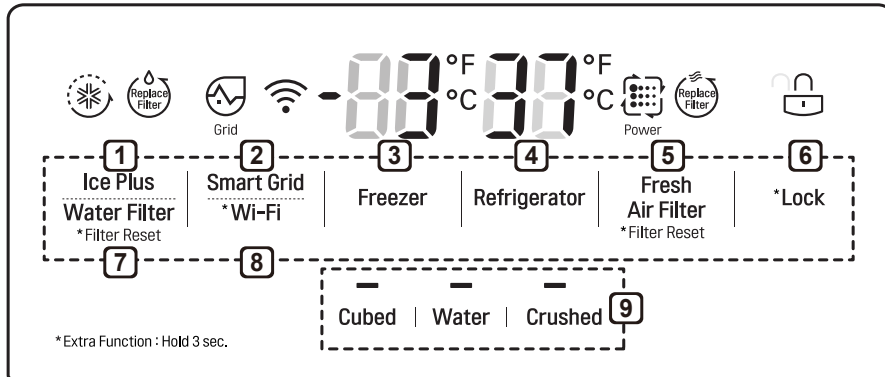 Replace Filter
Grid
-3 °F °C
37 °F °C
Power
Replace Filter
1 2 3 4 5 6
Ice Plus
Water Filter
*Filter Reset
Smart Grid
*Wi-Fi
Freezer
Refrigerator
Fresh
Air Filter
*Filter Reset
*Lock
7 8
Cubed | Water | Crushed 9
*Extra Function : Hold 3 sec.